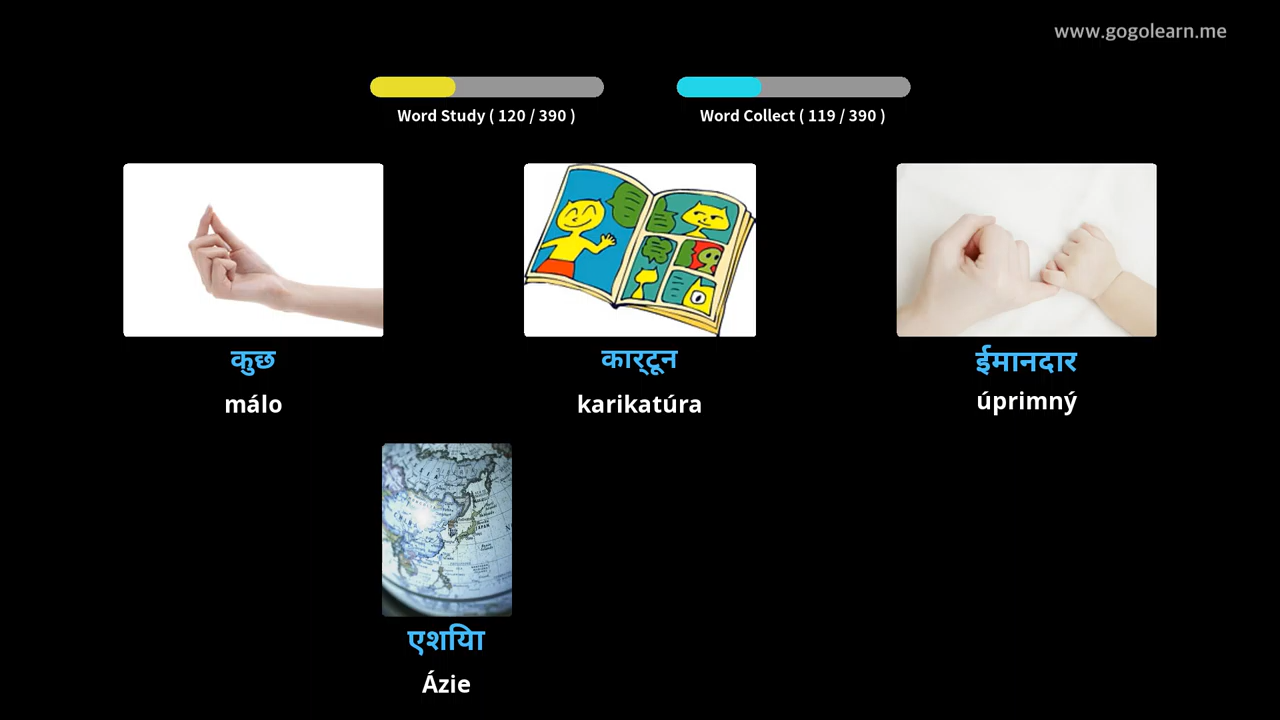 www.gogolearn.me
Word Study ( 120 / 390 )
Word Collect ( 119 / 390 )
कुछ
कार्टून
ईमानदार
málo
karikatúra
úprimný
एशिया
Ázie